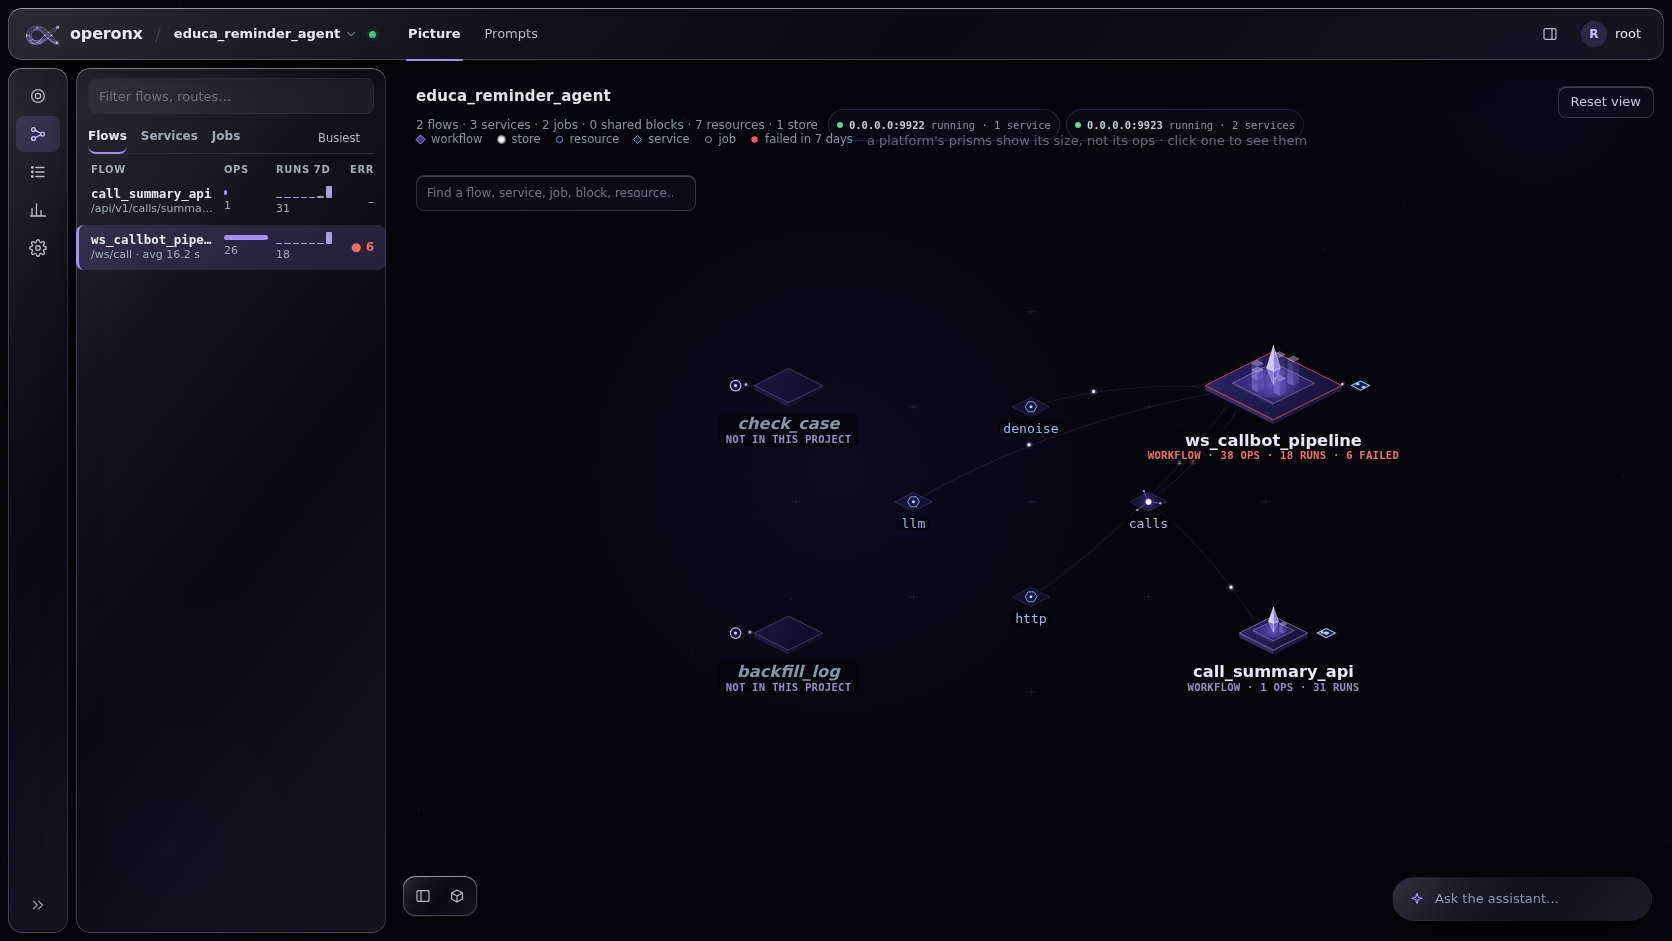 operonx / educa_reminder_agent
Picture Prompts
R root
Filter flows, routes...
Flows Services Jobs Busiest
FLOW OPS RUNS 7D ERR
call_summary_api
/api/v1/calls/summa... 1 31 –
ws_callbot_pipe...
/ws/call · avg 16.2 s 26 18 6
educa_reminder_agent
Reset view
2 flows · 3 services · 2 jobs · 0 shared blocks · 7 resources · 1 store
0.0.0.0:9922 running · 1 service
0.0.0.0:9923 running · 2 services
workflow store resource service job failed in 7 days
a platform's prisms show its size, not its ops · click one to see them
Find a flow, service, job, block, resource..
check_case
NOT IN THIS PROJECT
denoise
ws_callbot_pipeline
WORKFLOW · 38 OPS · 18 RUNS · 6 FAILED
llm
calls
http
backfill_log
NOT IN THIS PROJECT
call_summary_api
WORKFLOW · 1 OPS · 31 RUNS
Ask the assistant...